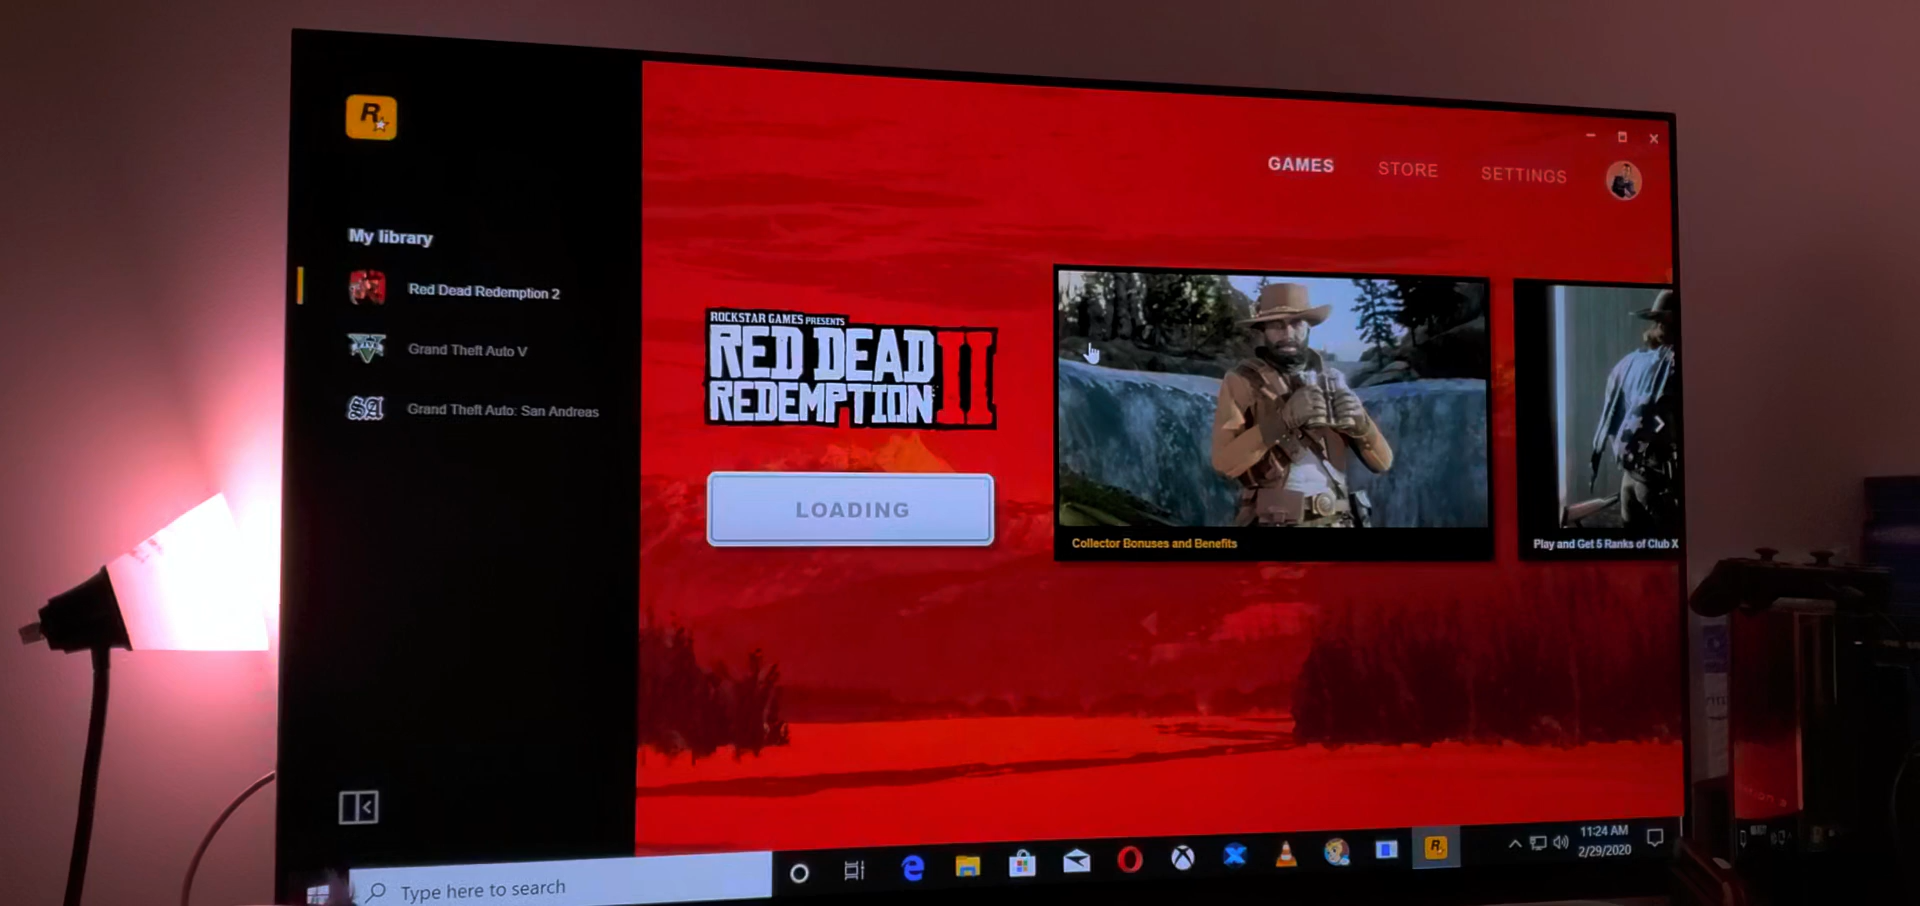 R
GAMES
STORE
SETTINGS
My library
Red Dead Redemption 2
Grand Theft Auto V
Grand Theft Auto: San Andreas
ROCKSTAR GAMES PRESENTS
RED DEAD
REDEMPTION II
LOADING
Collector Bonuses and Benefits
Play and Get 5 Ranks of Club X
Type here to search
11:24 AM
2/29/2020